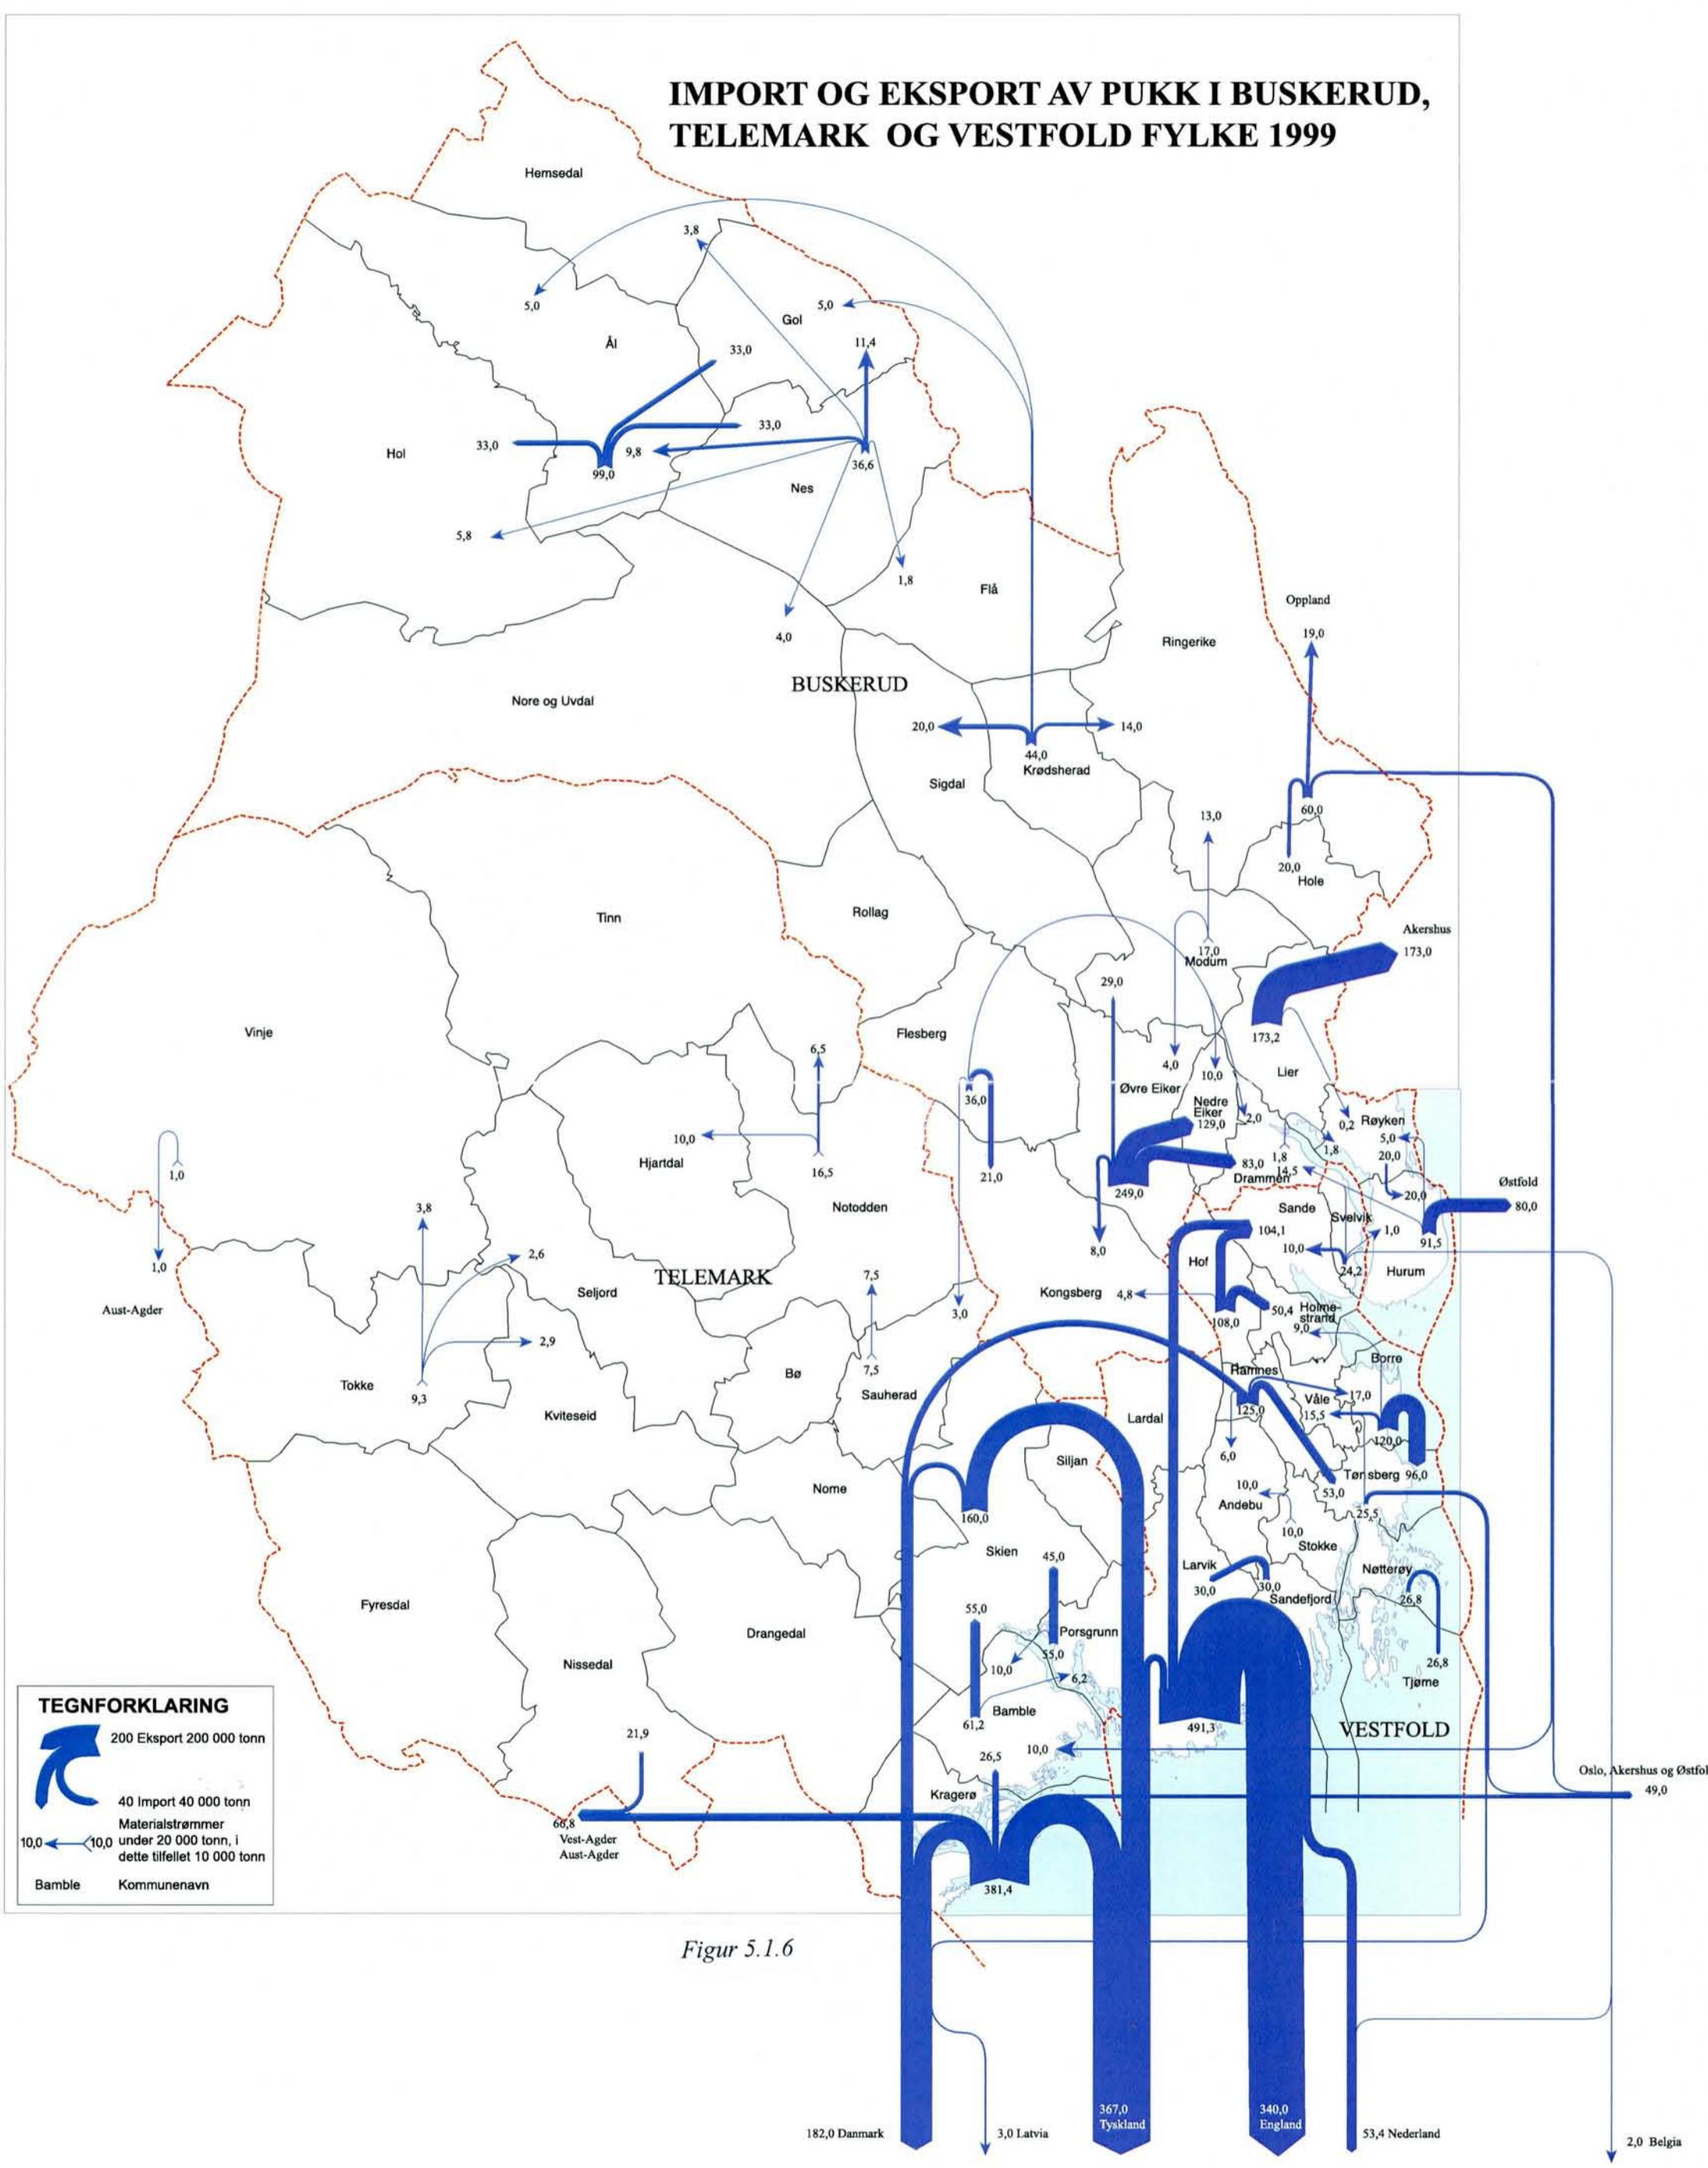 IMPORT OG EKSPORT AV PUKK I BUSKERUD,
TELEMARK OG VESTFOLD FYLKE 1999
Hemsedal
3,8
5,0
5,0
Gol
Ål
11,4
33,0
33,0
33,0
9,8
Hol
99,0
36,6
Nes
5,8
1,8
Flå
4,0
Oppland
19,0
Ringerike
BUSKERUD
Nore og Uvdal
20,0
14,0
44,0
Krødsherad
Sigdal
60,0
13,0
20,0
Hole
Rollag
Tinn
Akershus
173,0
17,0
Modum
29,0
Vinje
Flesberg
173,2
6,5
4,0
10,0
Lier
Øvre Eiker
36,0
Nedre
Eiker
129,0
2,0
0,2
Røyken
5,0
10,0
Hjartdal
1,8
1,8
20,0
1,0
16,5
21,0
83,0
14,5
Drammen
249,0
20,0
Østfold
80,0
3,8
Notodden
Sande
Svelvik
1,0
104,1
91,5
8,0
10,0
2,6
1,0
Hof
24,2
Hurum
TELEMARK
7,5
Seljord
Kongsberg
4,8
Aust-Agder
3,0
50,4
Holme-
strand
108,0
9,0
2,9
Borre
Tokke
9,3
Bø
7,5
Sauherad
Ramnes
Våle
17,0
125,0
15,5
Kviteseid
Lardal
120,0
6,0
Siljan
Tønsberg
96,0
Nome
10,0
53,0
Andebu
25,5
160,0
10,0
Stokke
Skien
45,0
Larvik
Nøtterøy
30,0
30,0
Sandefjord
26,8
Fyresdal
55,0
Drangedal
Porsgrunn
55,0
Nissedal
10,0
6,2
26,8
Tjøme
TEGNFORKLARING
200 Eksport 200 000 tonn
40 Import 40 000 tonn
Materialstrømmer
10,0
10,0
under 20 000 tonn, i
dette tilfellet 10 000 tonn
Bamble
Kommunenavn
61,2
Bamble
491,3
VESTFOLD
21,9
10,0
26,5
Oslo, Akershus og Østfol
49,0
Kragerø
66,8
Vest-Agder
Aust-Agder
381,4
Figur 5.1.6
367,0
Tyskland
340,0
England
182,0 Danmark
3,0 Latvia
53,4 Nederland
2,0 Belgia